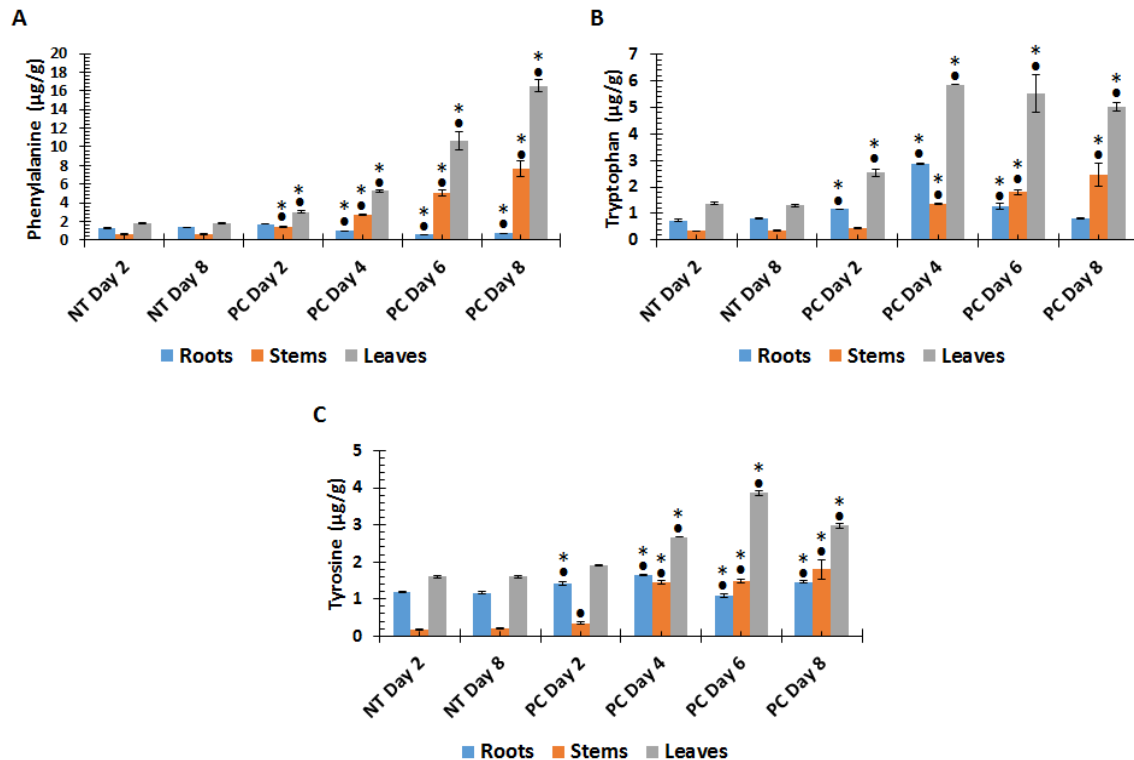 A
Phenylalanine (µg/g)
20
18
16
14
12
10
8
6
4
2
0
* * * * * * * * *
● ● ● ● ● ● ● ● ●
NT Day 2 NT Day 8 PC Day 2 PC Day 4 PC Day 6 PC Day 8
Roots Stems Leaves
B
Tryptophan (µg/g)
7
6
5
4
3
2
1
0
* * * * * * * * * *
● ● ● ● ● ● ● ● ● ●
NT Day 2 NT Day 8 PC Day 2 PC Day 4 PC Day 6 PC Day 8
Roots Stems Leaves
C
Tyrosine (µg/g)
5
4
3
2
1
0
* * * * * * * * * *
● ● ● ● ● ● ● ● ● ● ●
NT Day 2 NT Day 8 PC Day 2 PC Day 4 PC Day 6 PC Day 8
Roots Stems Leaves